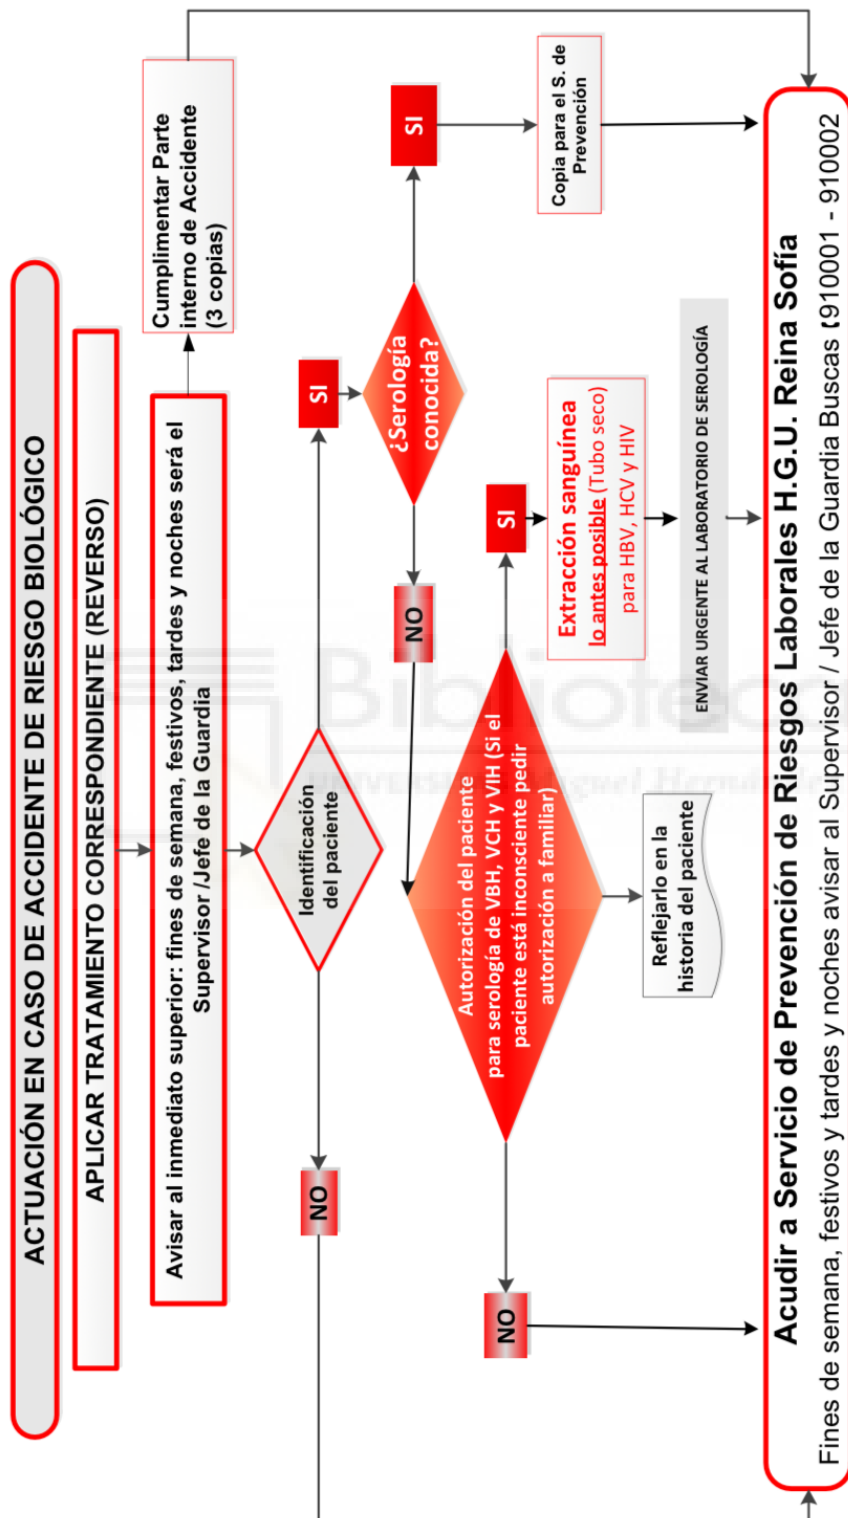 ACTUACIÓN EN CASO DE ACCIDENTE DE RIESGO BIOLÓGICO
APLICAR TRATAMIENTO CORRESPONDIENTE (REVERSO)
Avisar al inmediato superior: fines de semana, festivos, tardes y noches será el
Supervisor /Jefe de la Guardia
Cumplimentar Parte
interno de Accidente
(3 copias)
Identificación
del paciente
NO
SI
¿Serología
conocida?
NO
SI
Autorización del paciente
para serología de VBH, VCH y VIH (Si el
paciente está inconsciente pedir
autorización a familiar)
NO
SI
Extracción sanguínea
lo antes posible (Tubo seco)
para HBV, HCV y HIV
Copia para el S. de
Prevención
Reflejarlo en la
historia del paciente
ENVIAR URGENTE AL LABORATORIO DE SEROLOGÍA
Acudir a Servicio de Prevención de Riesgos Laborales H.G.U. Reina Sofía
Fines de semana, festivos y tardes y noches avisar al Supervisor / Jefe de la Guardia Buscas (910001 - 910002
Biblioteca
UNIVERSITAS Miguel Hernández